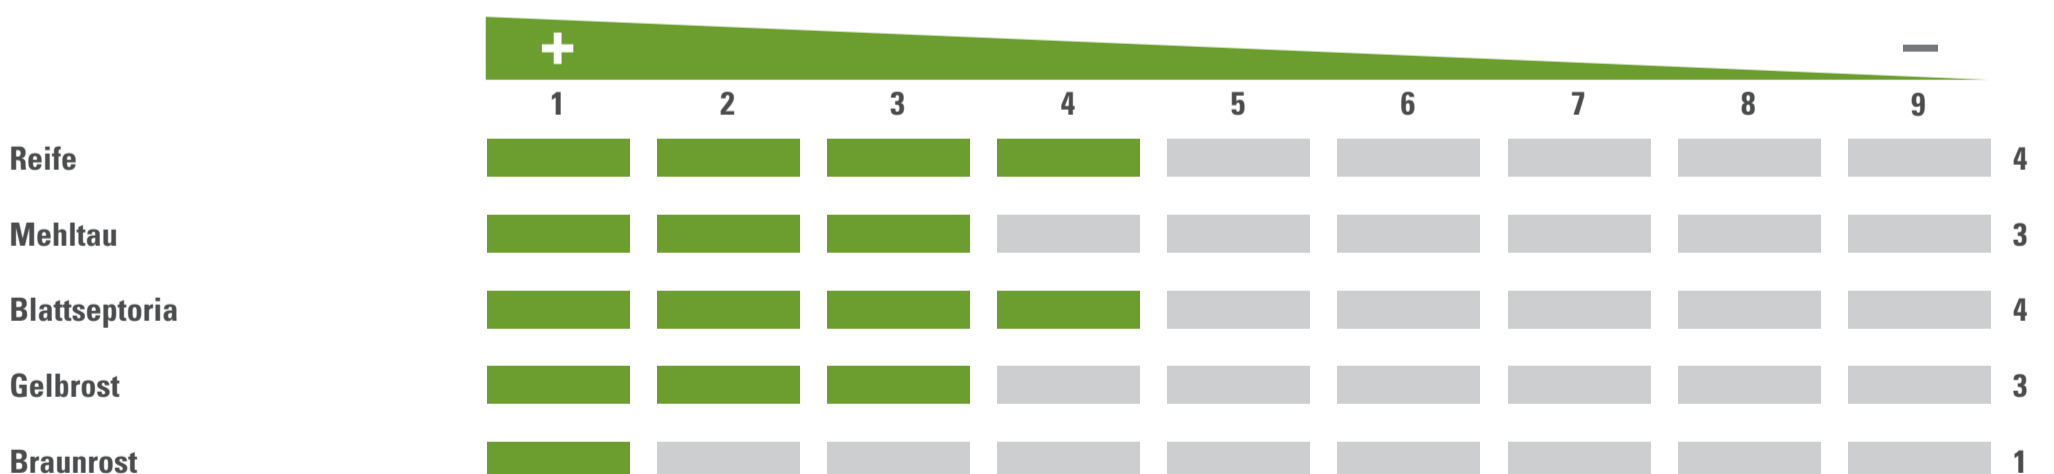 + –
1 2 3 4 5 6 7 8 9
Reife 4
Mehltau 3
Blattseptoria 4
Gelbrost 3
Braunrost 1